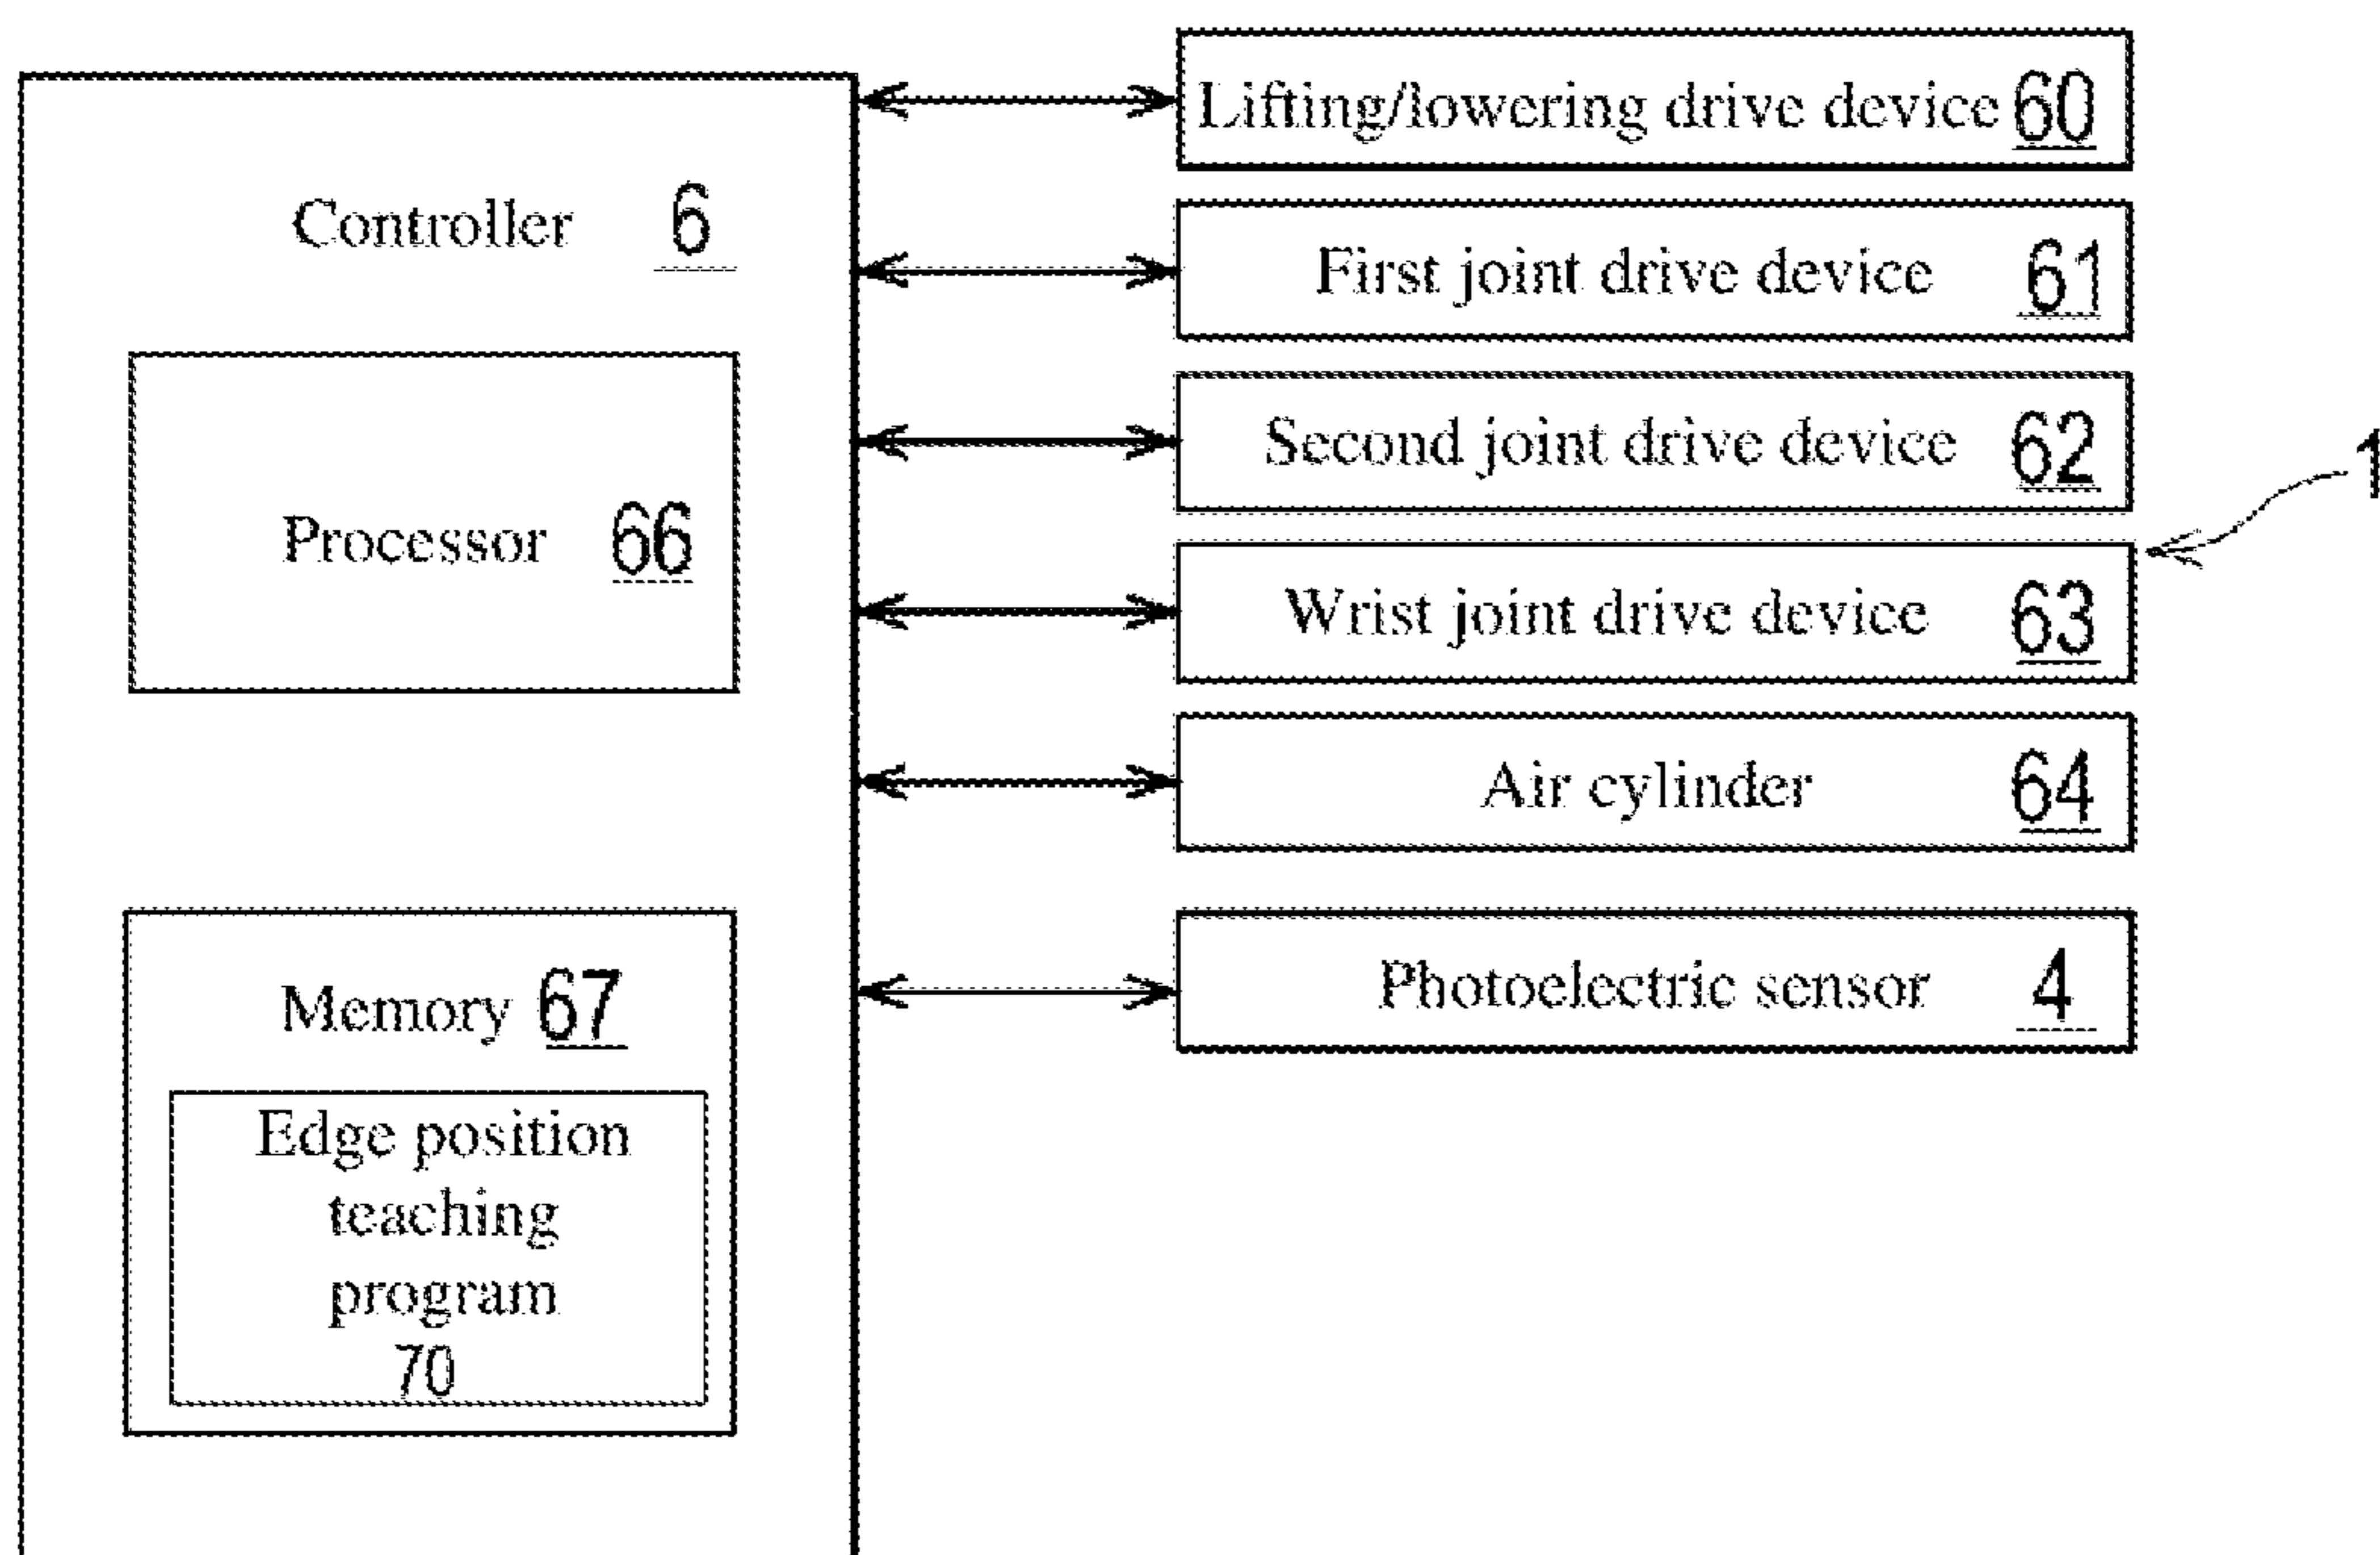 Controller 6
Processor 66
Memory 67
Edge position
teaching
program
70
Lifting/lowering drive device 60
First joint drive device 61
Second joint drive device 62
Wrist joint drive device 63
Air cylinder 64
Photoelectric sensor 4
1